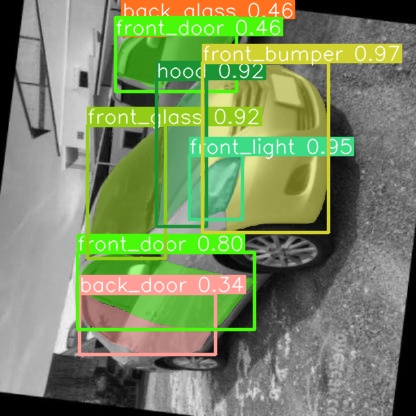 back_glass 0.46
front_door 0.46
front_bumper 0.97
hood 0.92
front_glass 0.92
front_light 0.95
front_door 0.80
back_door 0.34